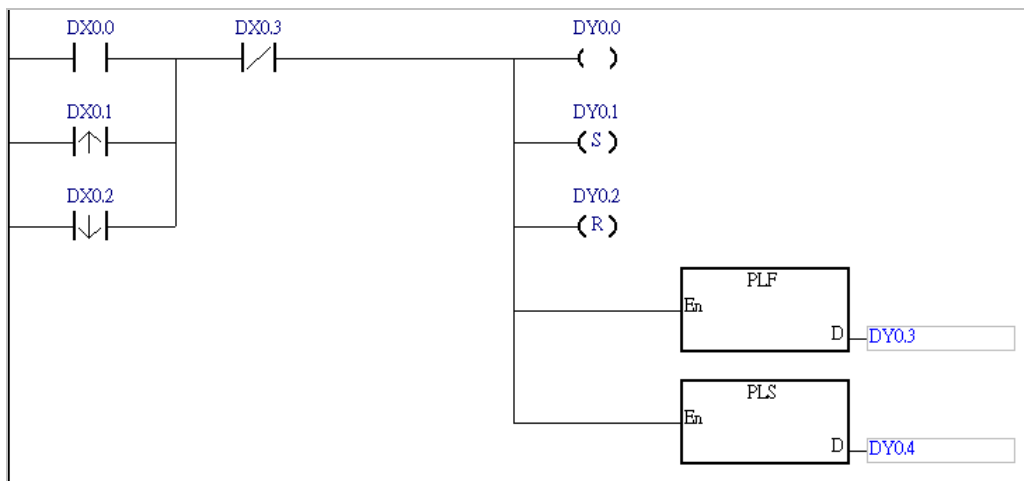 DX0.0 DX0.3 DY0.0
DX0.1 DY0.1
S
DX0.2 DY0.2
R
PLF
En
D DY0.3
PLS
En
D DY0.4